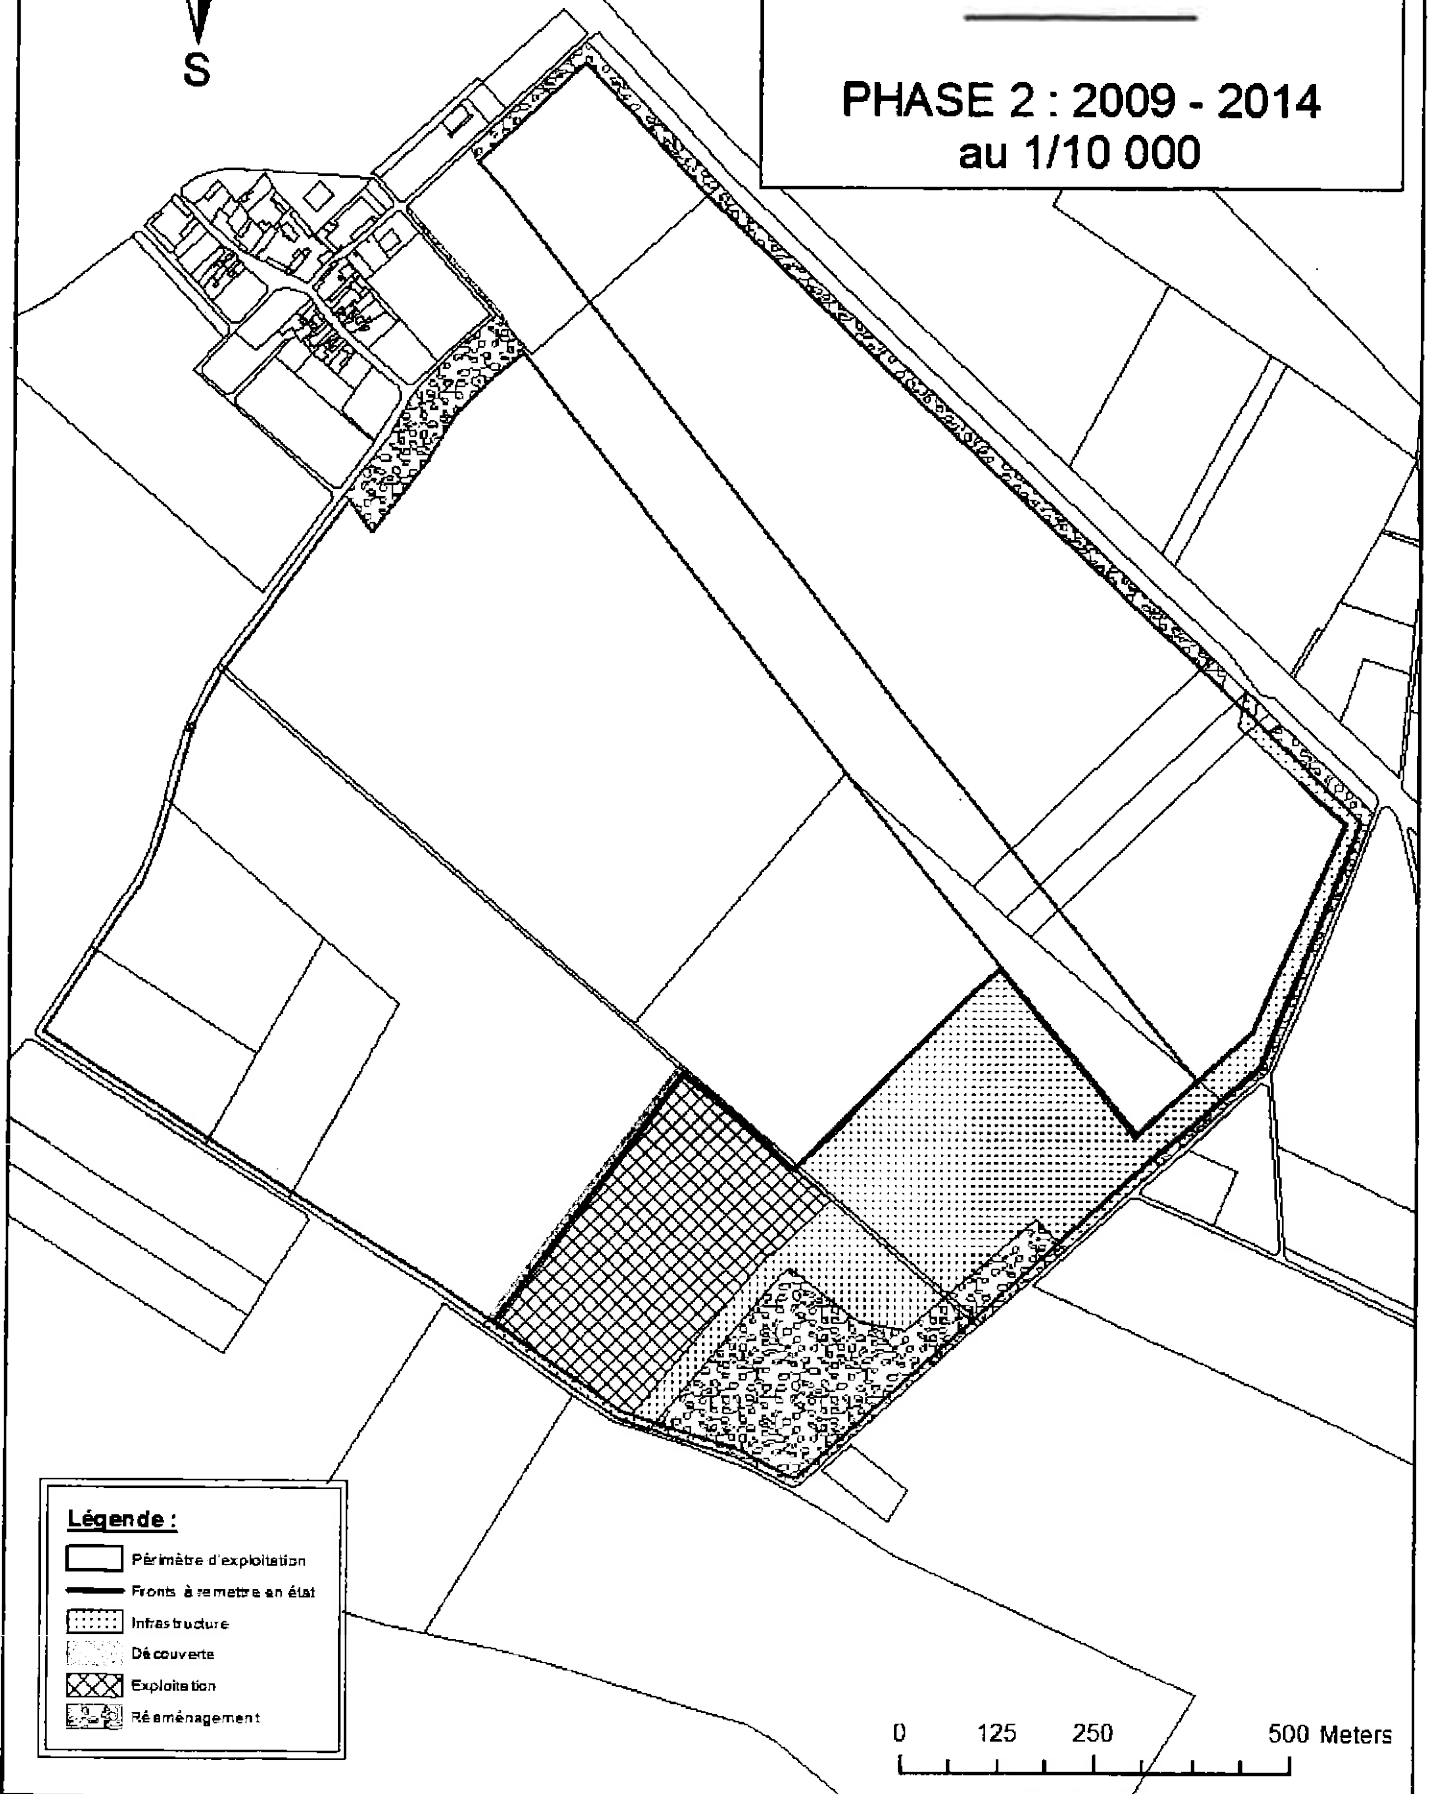 S
PHASE 2 : 2009 - 2014
au 1/10 000
Légende :
Périmètre d'exploitation
Fronts à remettre en état
Infrastructure
Découverte
Exploitation
Réaménagement
0 125 250 500 Meters